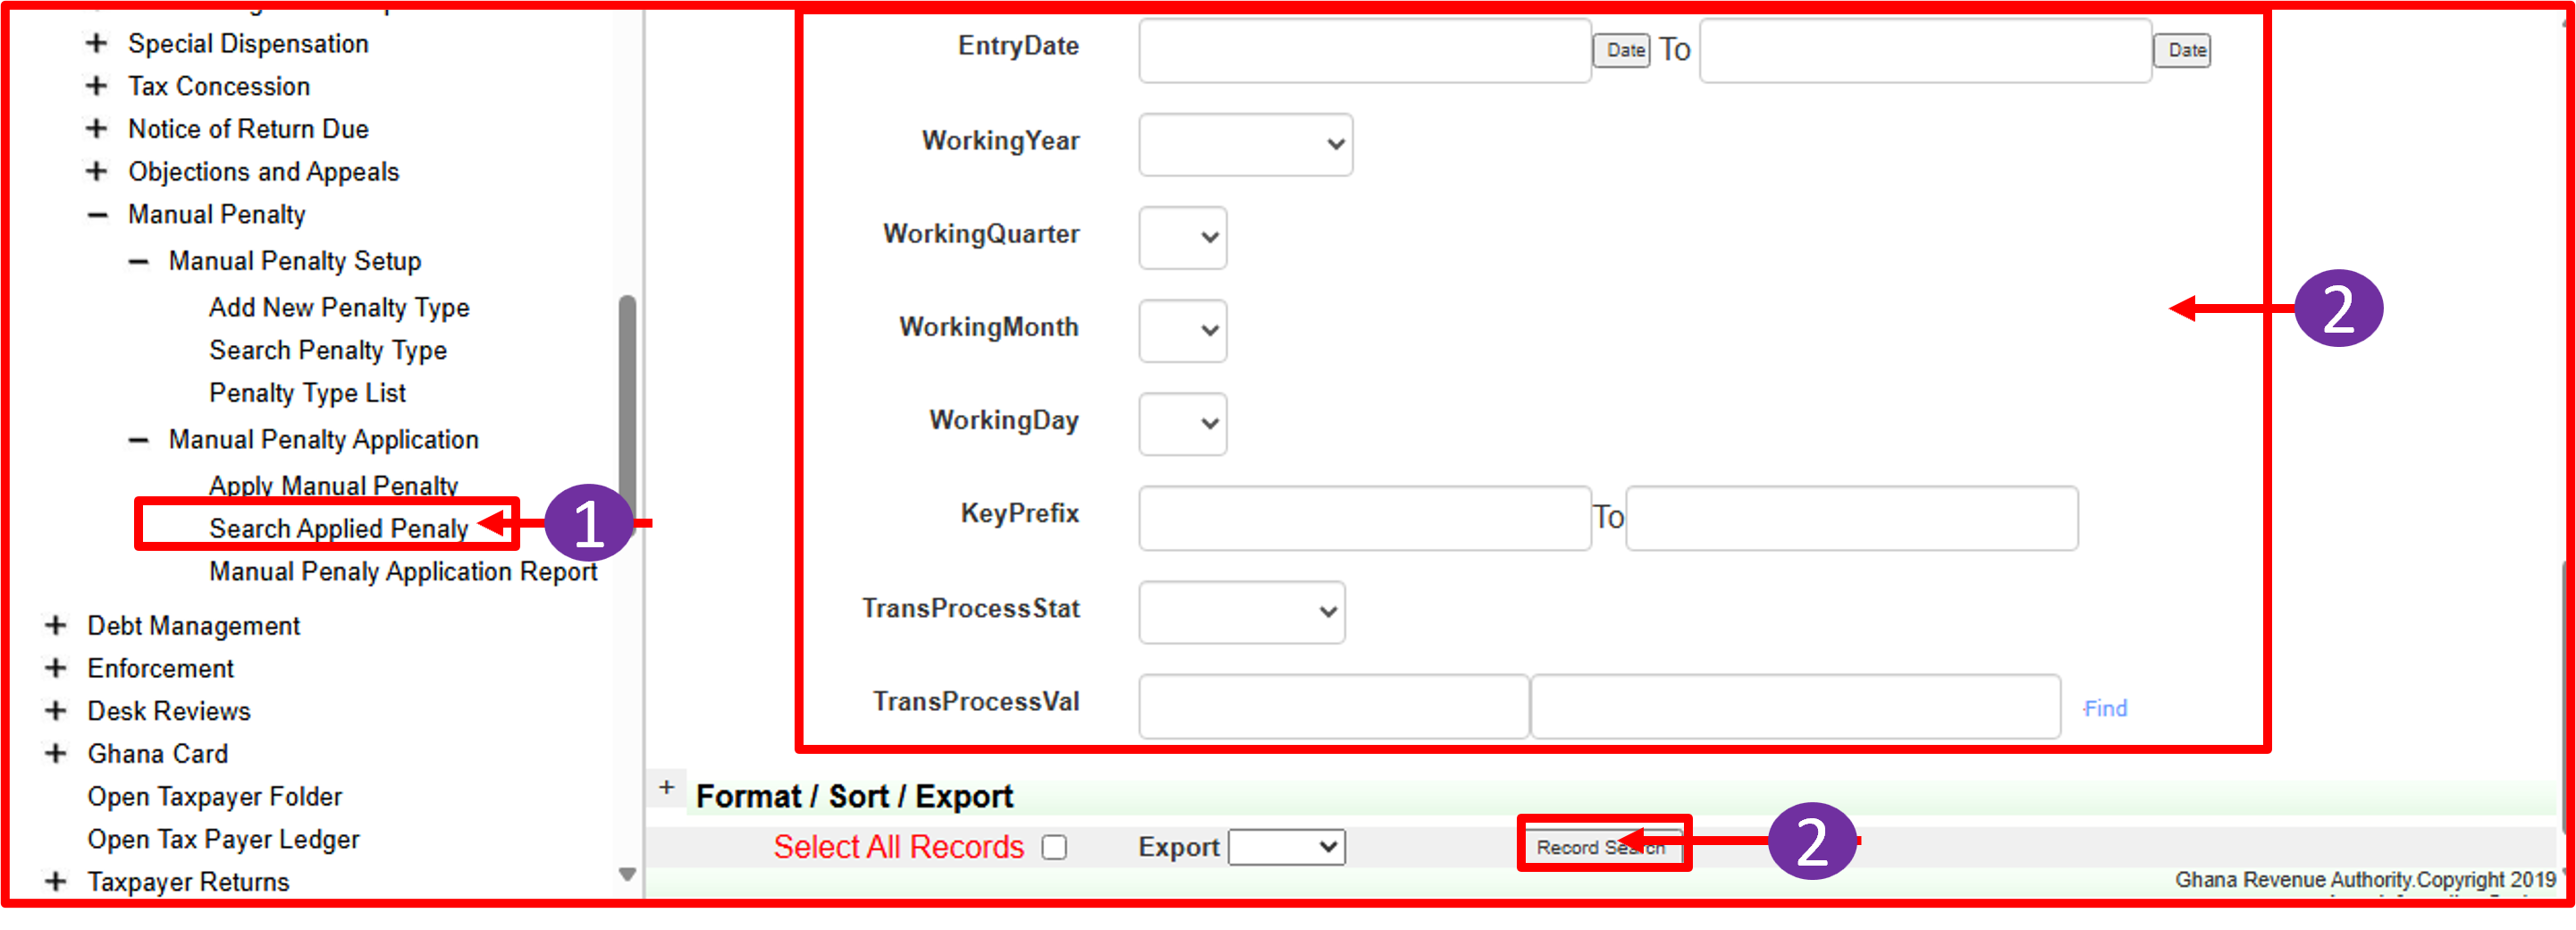 Special Dispensation
Tax Concession
Notice of Return Due
Objections and Appeals
Manual Penalty
Manual Penalty Setup
Add New Penalty Type
Search Penalty Type
Penalty Type List
Manual Penalty Application
Apply Manual Penalty
Search Applied Penaly
1
Manual Penaly Application Report
Debt Management
Enforcement
Desk Reviews
Ghana Card
Open Taxpayer Folder
Open Tax Payer Ledger
Taxpayer Returns
EntryDate Date To Date
WorkingYear
WorkingQuarter
2
WorkingMonth
WorkingDay
KeyPrefix To
TransProcessStat
TransProcessVal Find
+ Format / Sort / Export
Select All Records Export Record Search 2
Ghana Revenue Authority.Copyright 2019